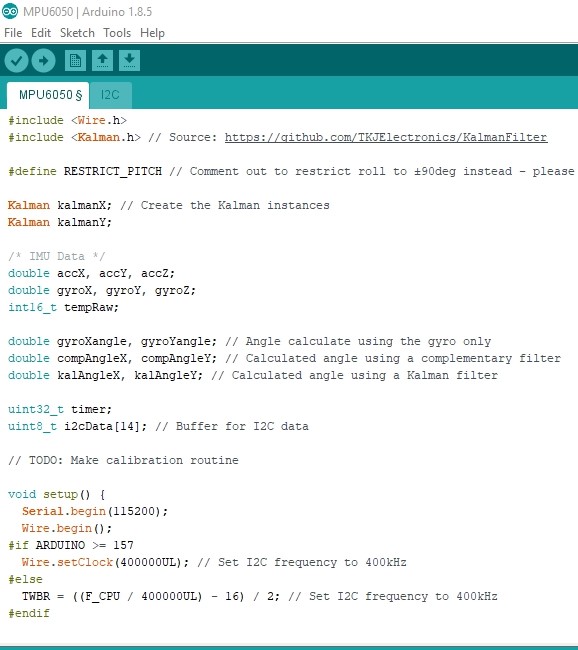 MPU6050 | Arduino 1.8.5
File Edit Sketch Tools Help
MPU6050 § I2C
#include <Wire.h>
#include <Kalman.h> // Source: https://github.com/TKJElectronics/KalmanFilter
#define RESTRICT_PITCH // Comment out to restrict roll to ±90deg instead - please
Kalman kalmanX; // Create the Kalman instances
Kalman kalmanY;
/* IMU Data */
double accX, accY, accZ;
double gyroX, gyroY, gyroZ;
int16_t tempRaw;
double gyroXangle, gyroYangle; // Angle calculate using the gyro only
double compAngleX, compAngleY; // Calculated angle using a complementary filter
double kalAngleX, kalAngleY; // Calculated angle using a Kalman filter
uint32_t timer;
uint8_t i2cData[14]; // Buffer for I2C data
// TODO: Make calibration routine
void setup() {
Serial.begin(115200);
Wire.begin();
#if ARDUINO >= 157
Wire.setClock(400000UL); // Set I2C frequency to 400kHz
#else
TWBR = ((F_CPU / 400000UL) - 16) / 2; // Set I2C frequency to 400kHz
#endif